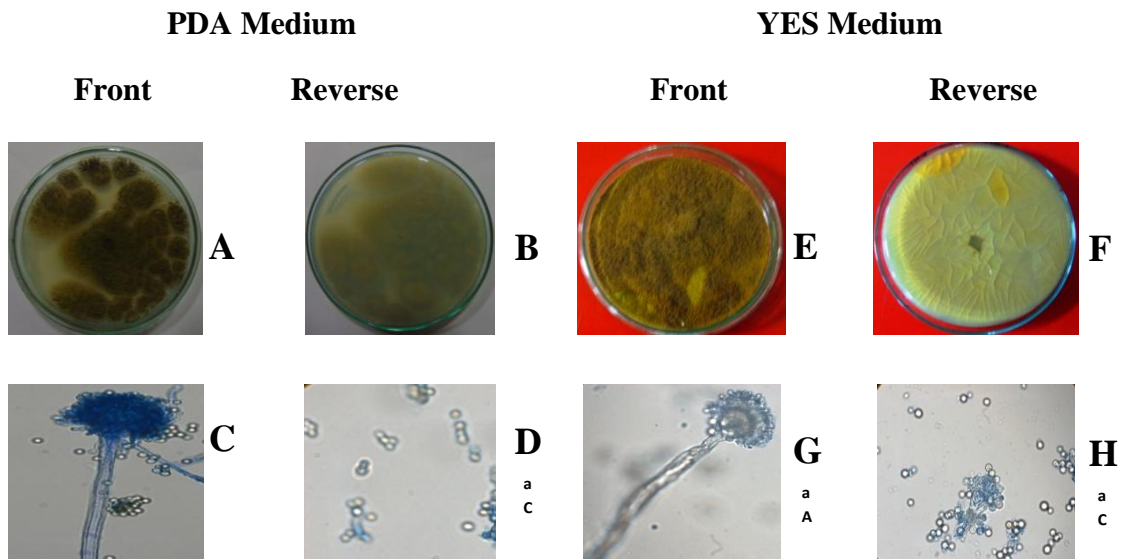 PDA Medium YES Medium
Front Reverse Front Reverse
A B E F
C D G H
a a a
C A C